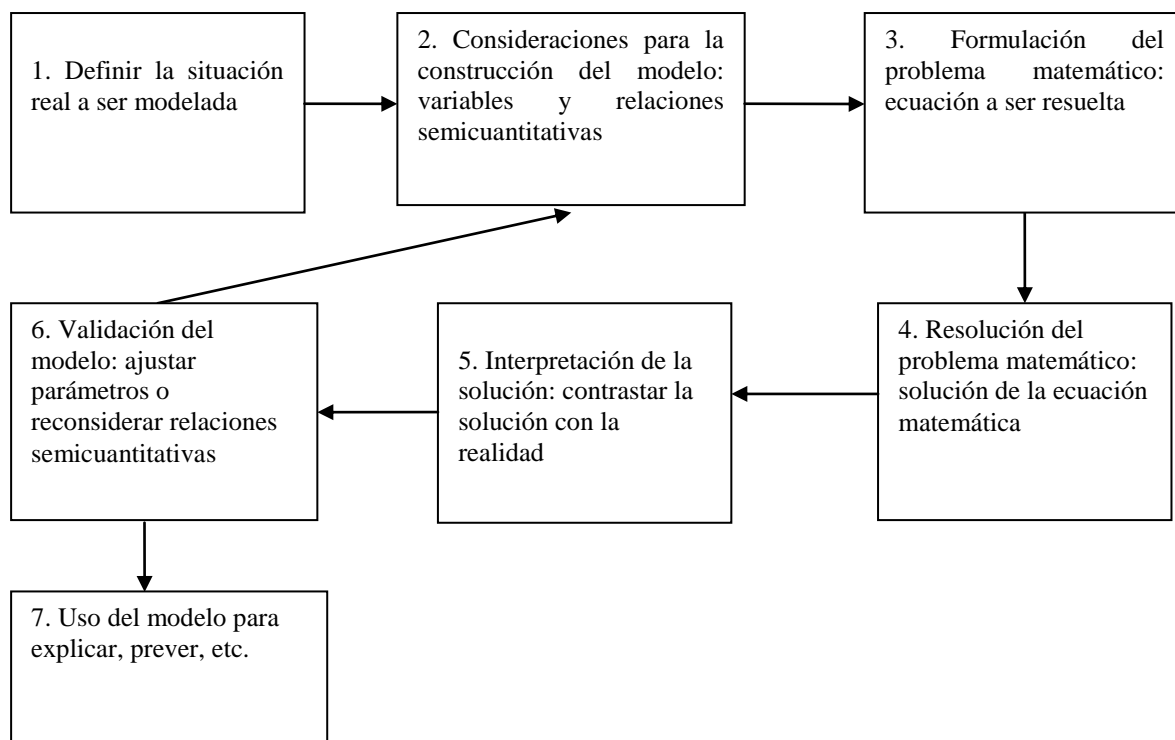 1. Definir la situación
real a ser modelada
2. Consideraciones para la
construcción del modelo:
variables y relaciones
semicuantitativas
3. Formulación del
problema matemático:
ecuación a ser resuelta
4. Resolución del
problema matemático:
solución de la ecuación
matemática
5. Interpretación de la
solución: contrastar la
solución con la
realidad
6. Validación del
modelo: ajustar
parámetros o
reconsiderar relaciones
semicuantitativas
7. Uso del modelo para
explicar, prever, etc.